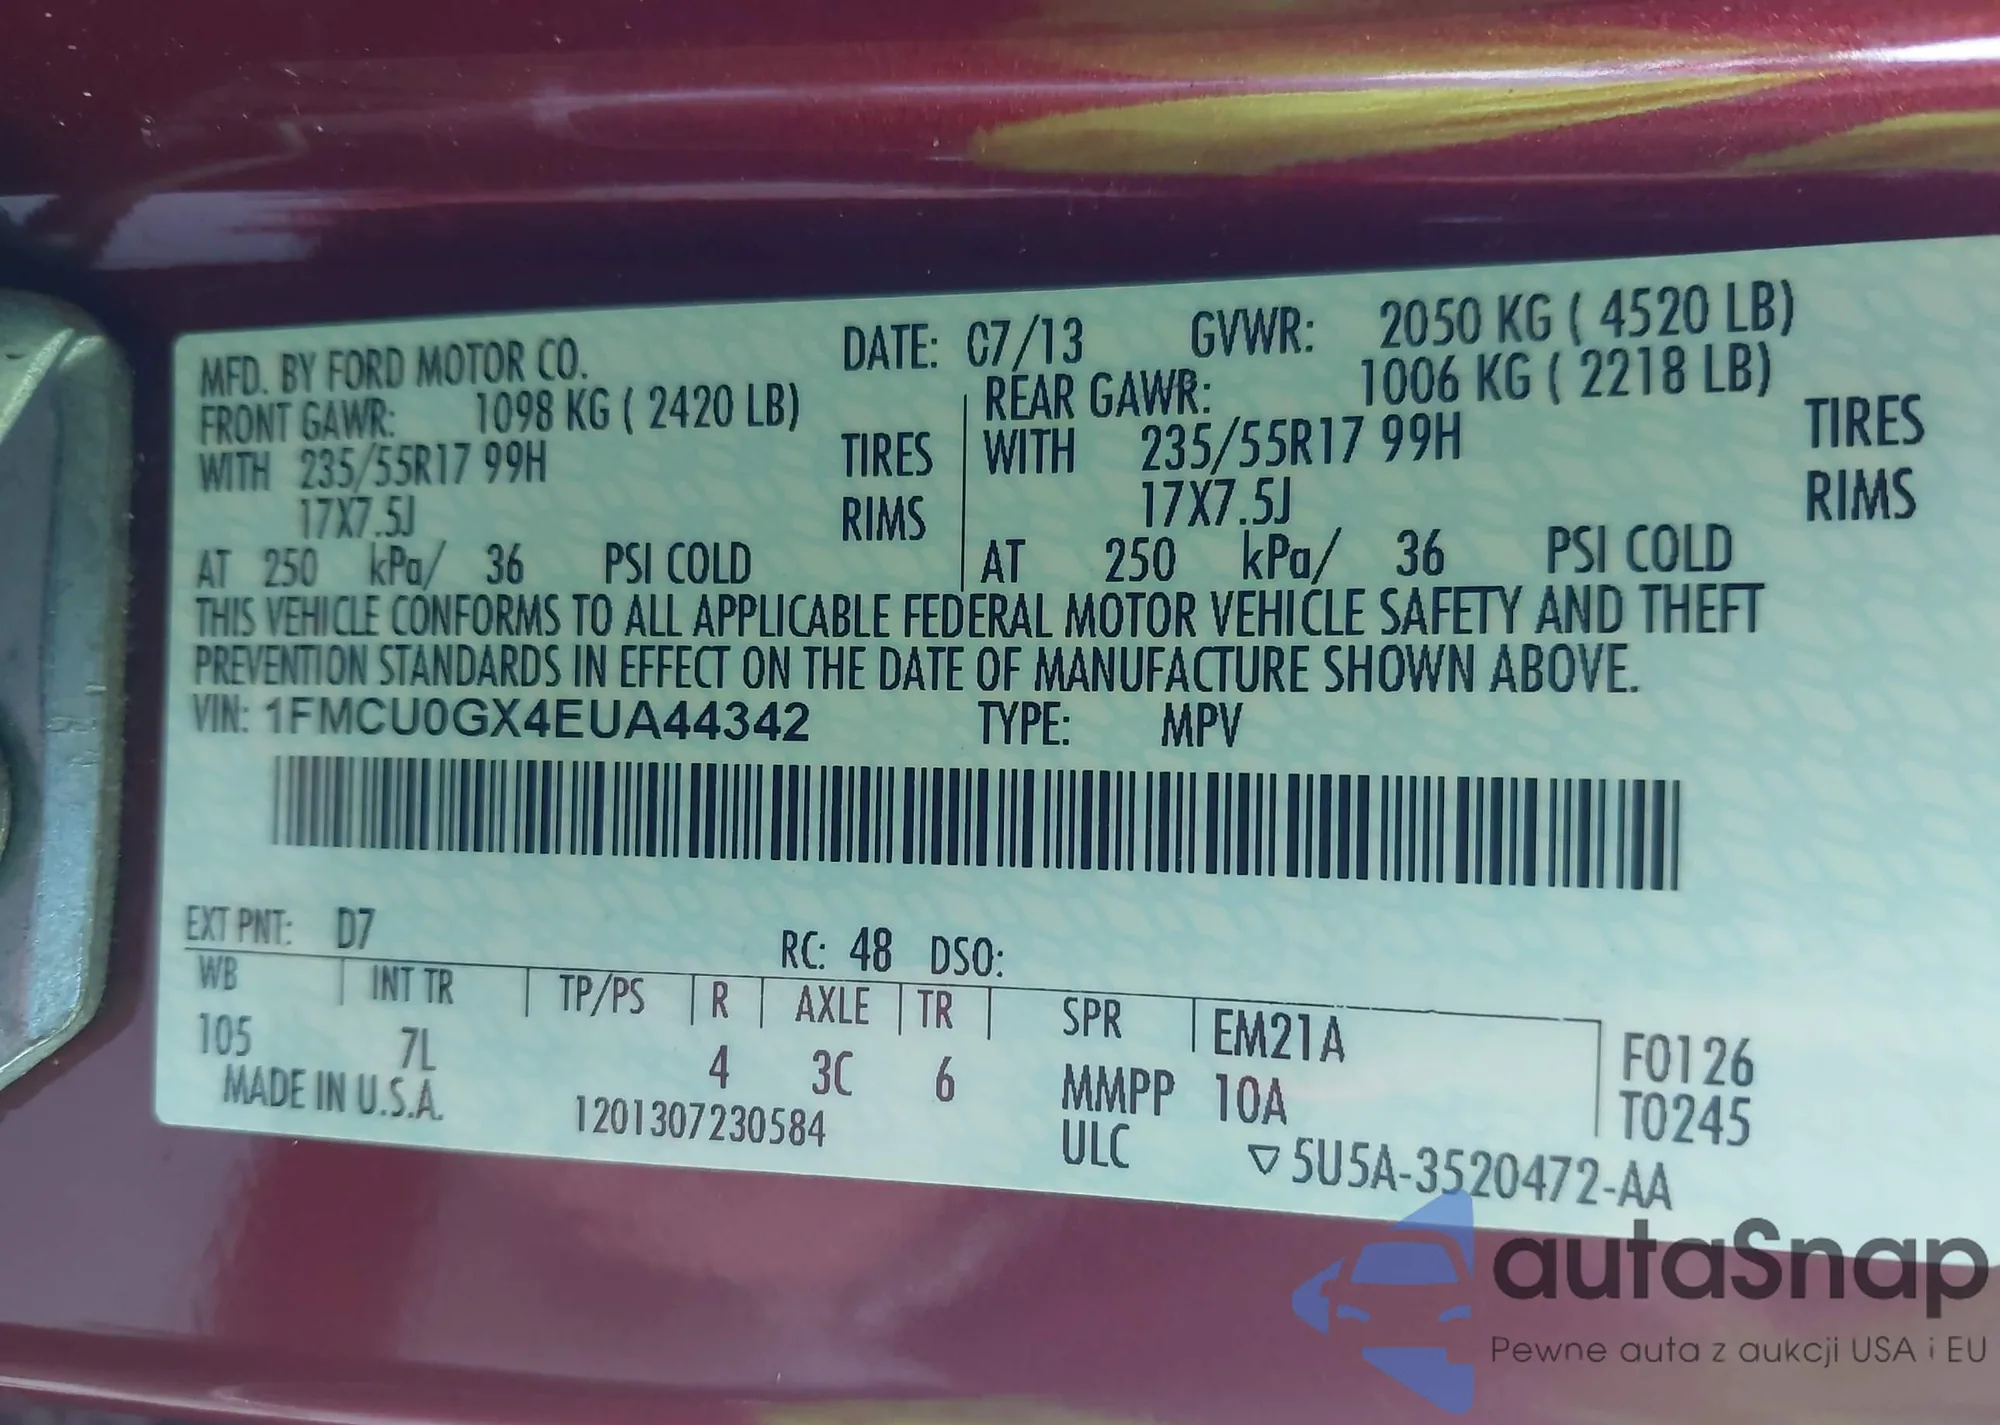 MFD. BY FORD MOTOR CO. DATE: 07/13 GVWR: 2050 KG ( 4520 LB)
FRONT GAWR: 1098 KG ( 2420 LB) REAR GAWR: 1006 KG ( 2218 LB)
WITH 235/55R17 99H TIRES WITH 235/55R17 99H TIRES
17X7.5J RIMS 17X7.5J RIMS
AT 250 kPa/ 36 PSI COLD AT 250 kPa/ 36 PSI COLD
THIS VEHICLE CONFORMS TO ALL APPLICABLE FEDERAL MOTOR VEHICLE SAFETY AND THEFT
PREVENTION STANDARDS IN EFFECT ON THE DATE OF MANUFACTURE SHOWN ABOVE.
VIN: 1FMCU0GX4EUA44342 TYPE: MPV
EXT PNT: D7 RC: 48 DSO:
WB INT TR TP/PS R AXLE TR SPR EM21A F0126
105 7L 4 3C 6 MMPP 10A T0245
MADE IN U.S.A. 1201307230584 ULC ▽5U5A-3520472-AA
autaSnap
Pewne auta z aukcji USA i EU